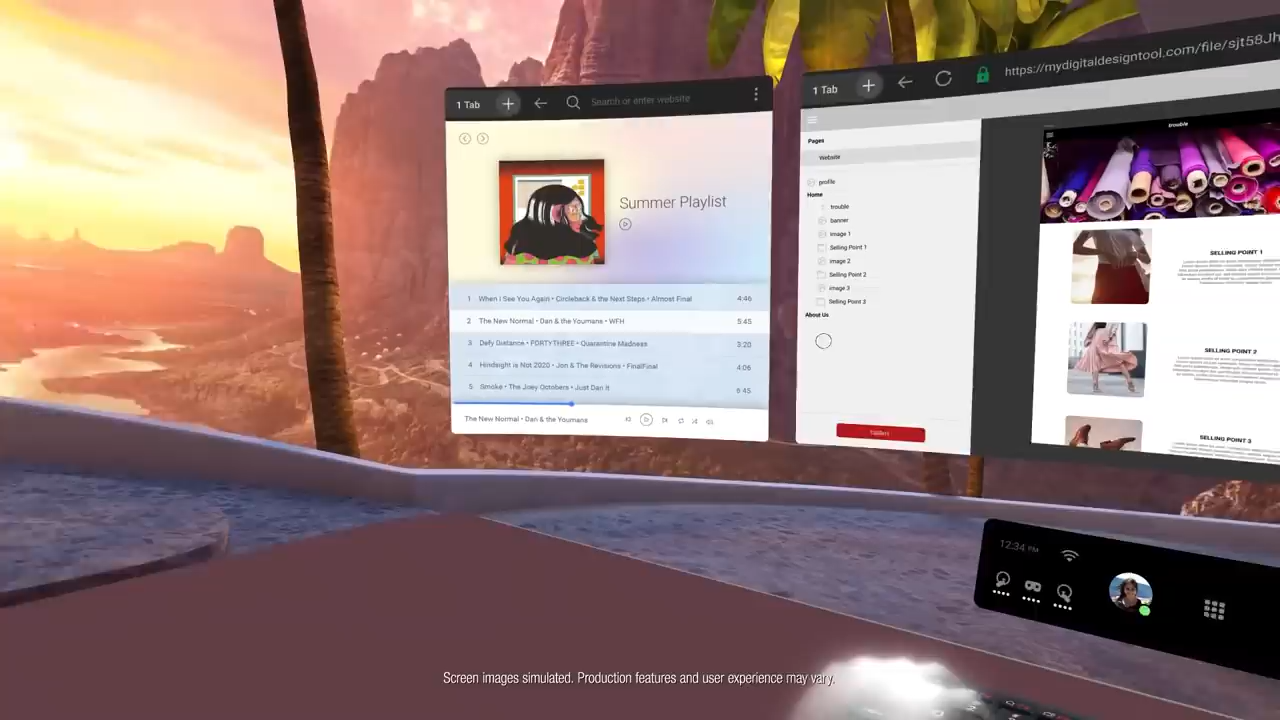 1 Tab
Search or enter website
Summer Playlist
1 When I See You Again • Circleback & the Next Steps • Almost Final 4:46
2 The New Normal • Dan & the Youmans • WFH 5:45
3 Defy Distance • FORTYTHREE • Quarantine Madness 3:20
4 Hindsight is Not 2020 • Jon & The Revisions • FinalFinal 4:06
5 Smoke • The Joey Octobers • Just Dan It 6:45
The New Normal • Dan & the Youmans
1 Tab
https://mydigitaldesigntool.com/file/sjt58Jh
Pages
Website
profile
Home
trouble
banner
image 1
Selling Point 1
image 2
Selling Point 2
image 3
Selling Point 3
About Us
trouble
SELLING POINT 1
SELLING POINT 2
SELLING POINT 3
12:34 PM
Screen images simulated. Production features and user experience may vary.